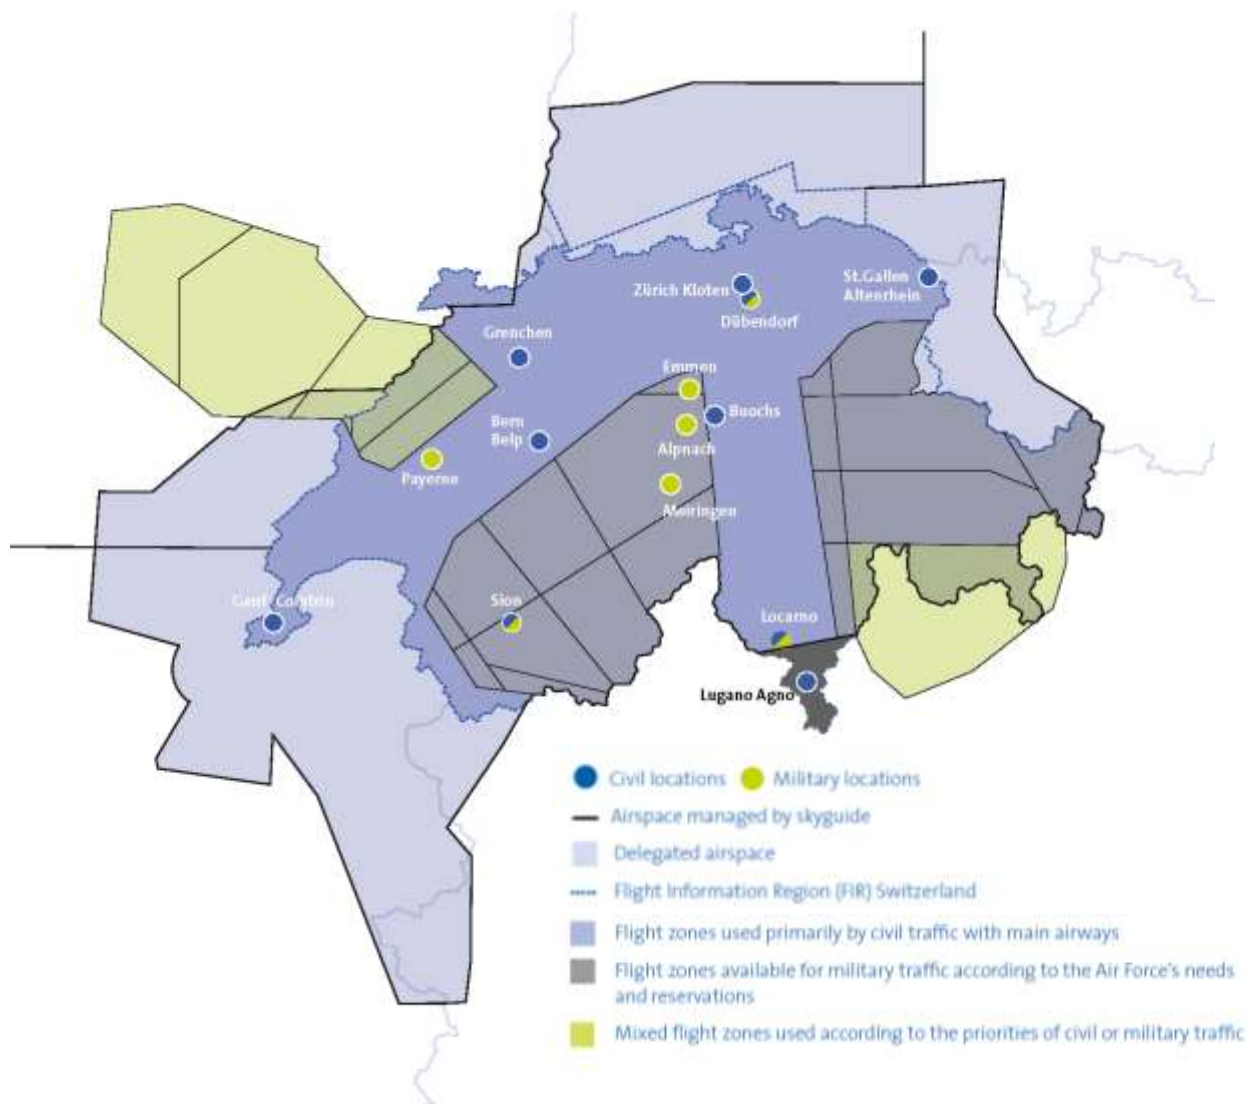 Zürich Kloten
St.Gallen
Altenrhein
Dübendorf
Grenchen
Emmen
Buochs
Bern
Belp
Alpnach
Payerne
Meiringen
Genf-Cointrin
Sion
Locarno
Lugano Agno
Civil locations
Military locations
Airspace managed by skyguide
Delegated airspace
Flight Information Region (FIR) Switzerland
Flight zones used primarily by civil traffic with main airways
Flight zones available for military traffic according to the Air Force's needs
and reservations
Mixed flight zones used according to the priorities of civil or military traffic